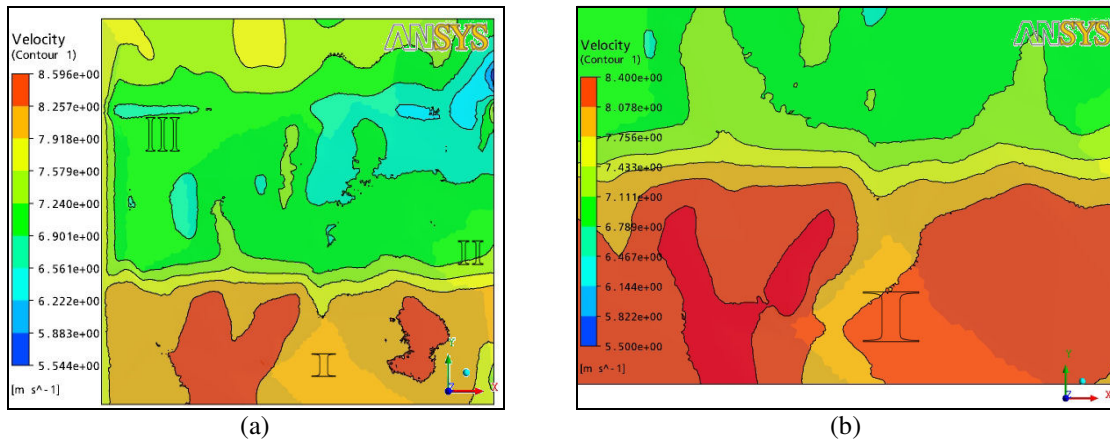 ANSYS
Velocity
(Contour 1)
8.596e+00
8.257e+00
7.918e+00
7.579e+00
7.240e+00
6.901e+00
6.561e+00
6.222e+00
5.883e+00
5.544e+00
[m s^-1]
III
II
I
Y
Z
X
(a)
ANSYS
Velocity
(Contour 1)
8.400e+00
8.078e+00
7.756e+00
7.433e+00
7.111e+00
6.789e+00
6.467e+00
6.144e+00
5.822e+00
5.500e+00
[m s^-1]
I
Y
Z
X
(b)